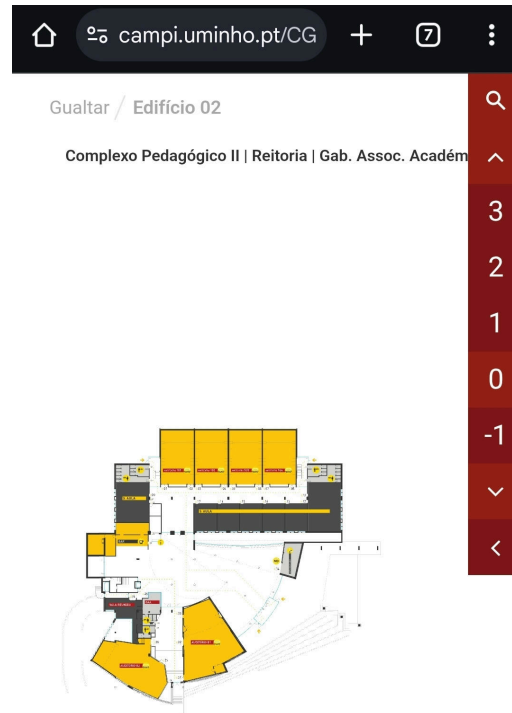 campi.uminho.pt/CG
7
Gualtar / Edifício 02
Complexo Pedagógico II | Reitoria | Gab. Assoc. Académ
3
2
1
0
-1